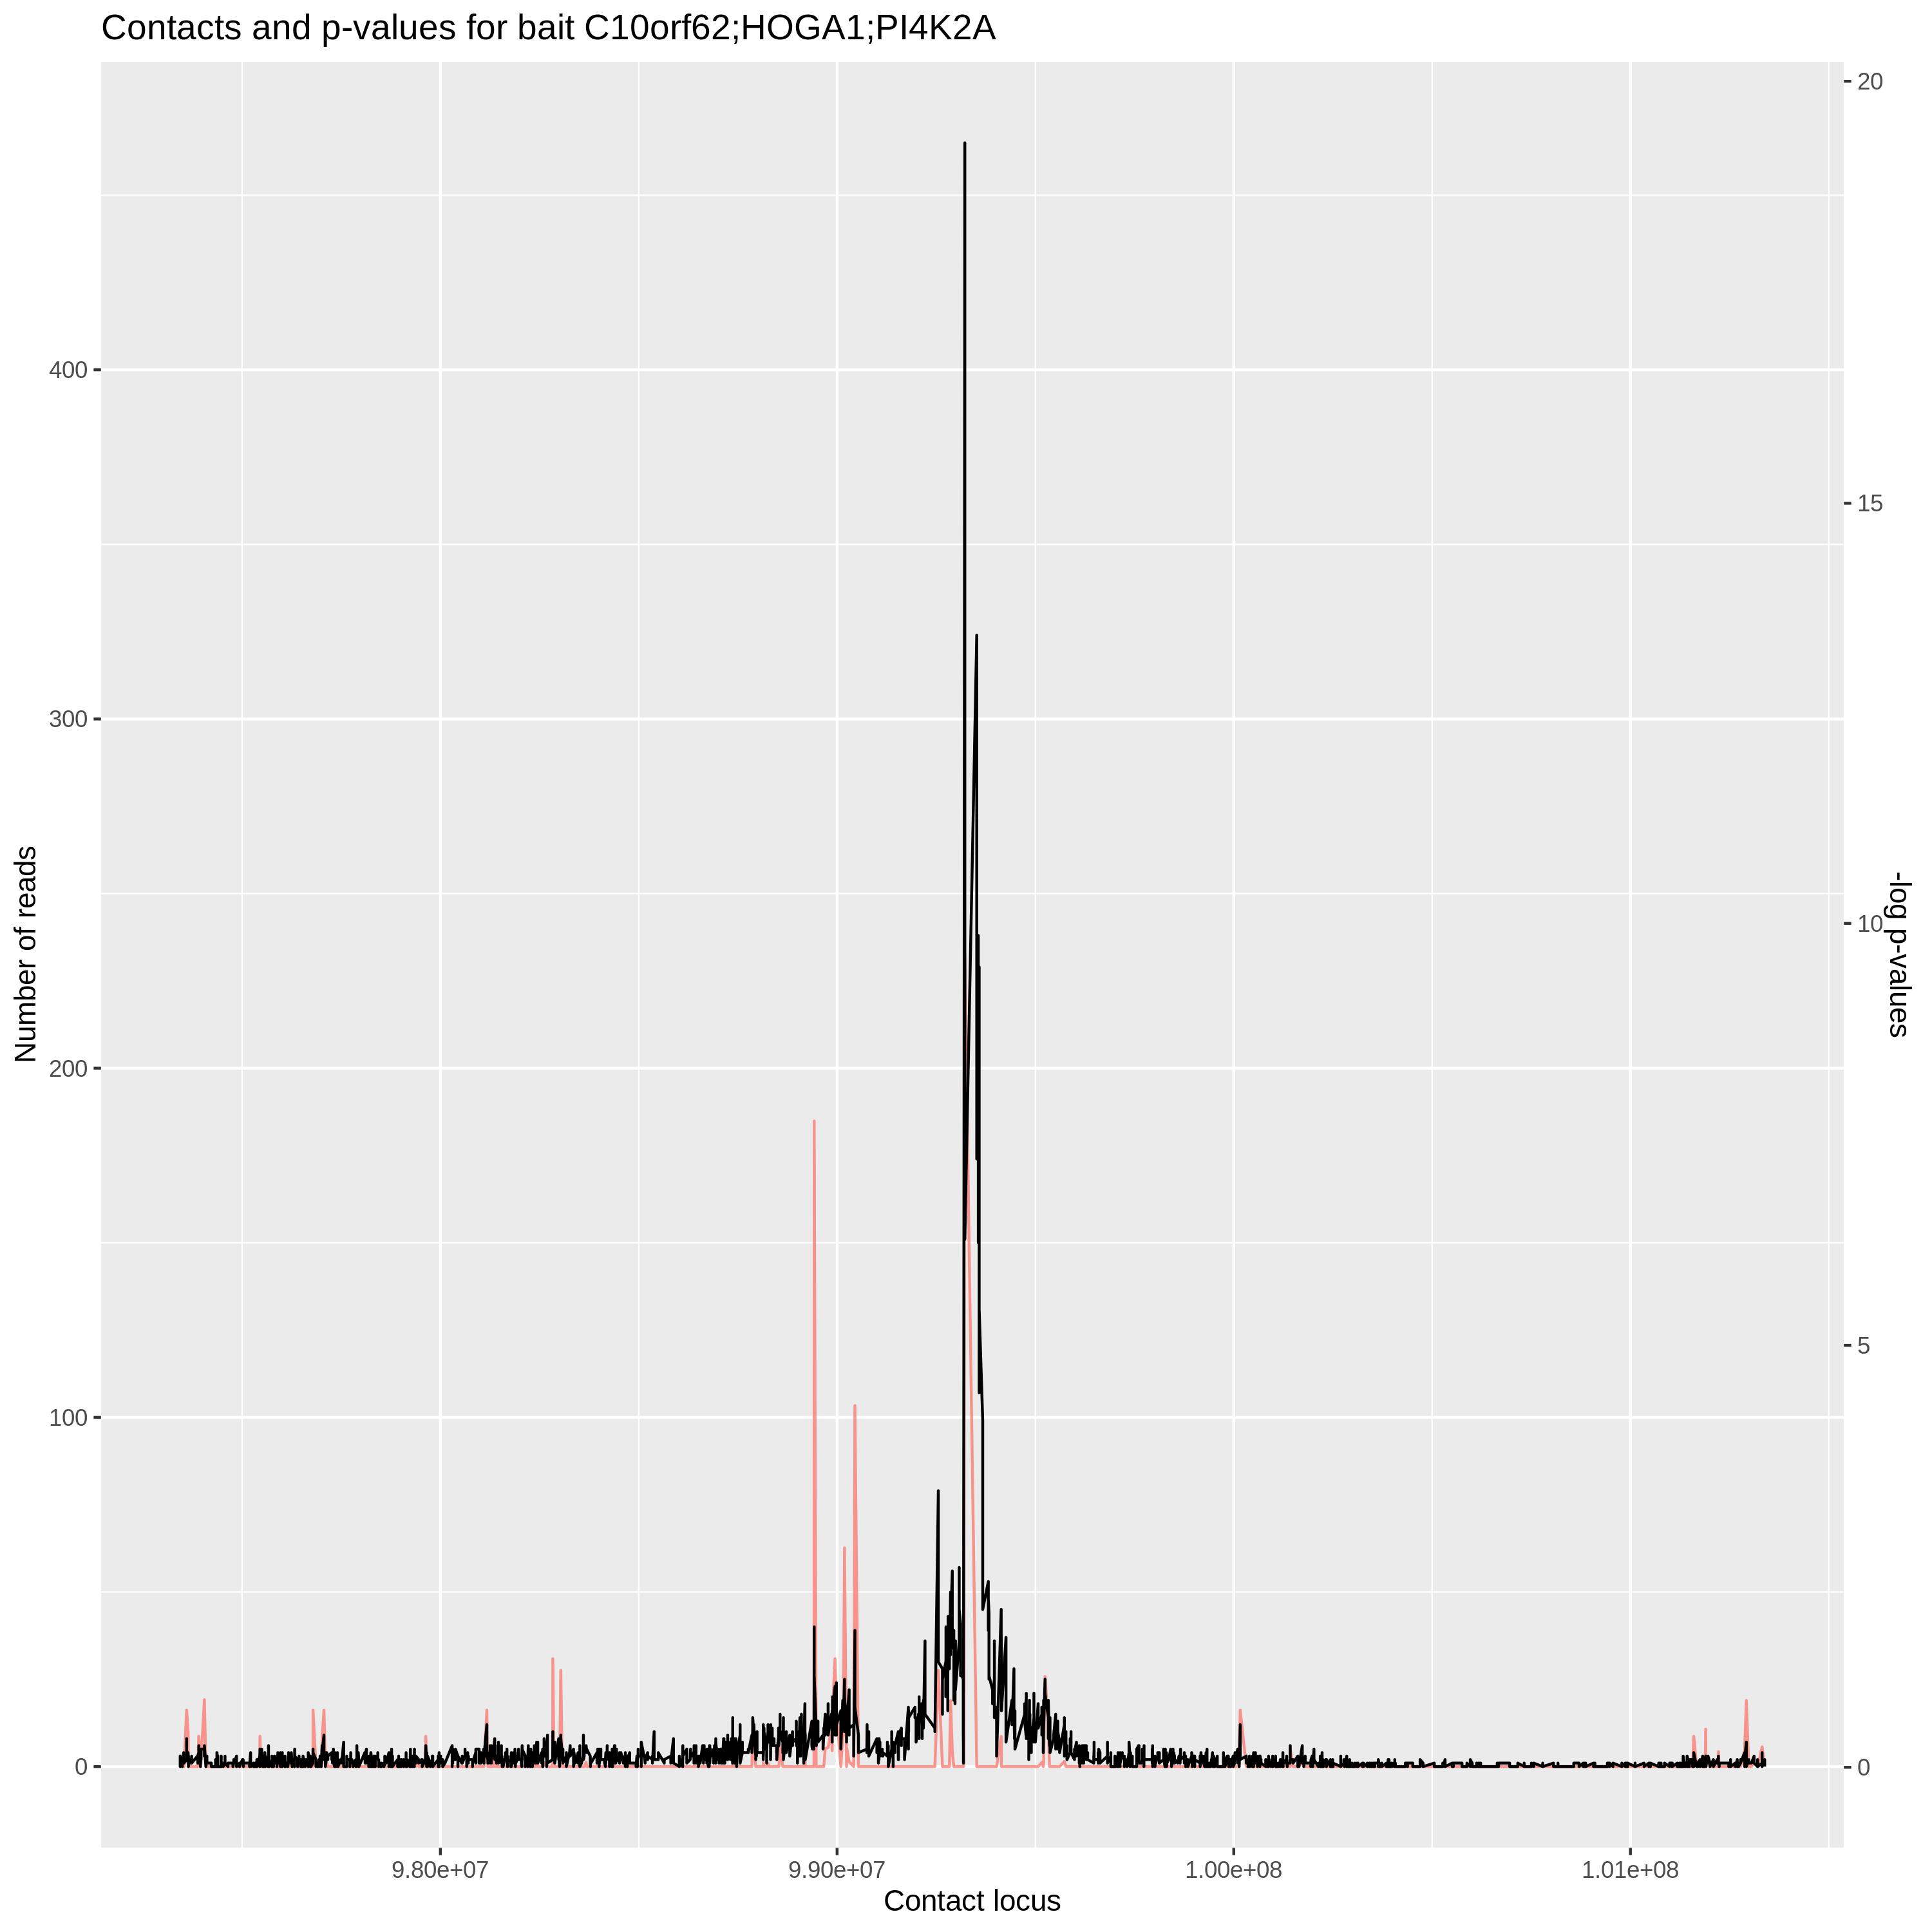 Contacts and p-values for bait C10orf62;HOGA1;PI4K2A
20
15
10
5
0
-log p-values
400
300
200
100
0
Number of reads
9.80e+07 9.90e+07 1.00e+08 1.01e+08
Contact locus